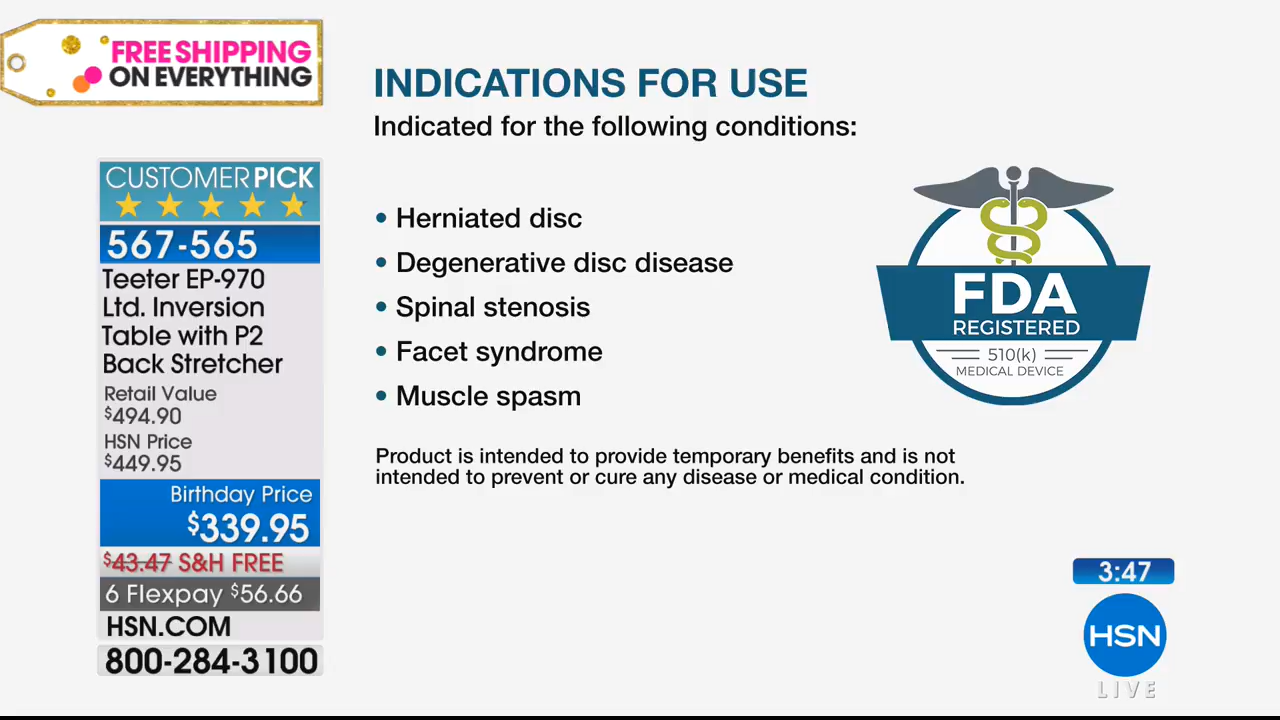 FREE SHIPPING
ON EVERYTHING
INDICATIONS FOR USE
Indicated for the following conditions:
• Herniated disc
• Degenerative disc disease
• Spinal stenosis
• Facet syndrome
• Muscle spasm
Product is intended to provide temporary benefits and is not
intended to prevent or cure any disease or medical condition.
FDA
REGISTERED
510(k)
MEDICAL DEVICE
CUSTOMER PICK
567-565
Teeter EP-970
Ltd. Inversion
Table with P2
Back Stretcher
Retail Value
$494.90
HSN Price
$449.95
Birthday Price
$339.95
$43.47 S&H FREE
6 Flexpay $56.66
HSN.COM
800-284-3100
3:47
HSN
LIVE